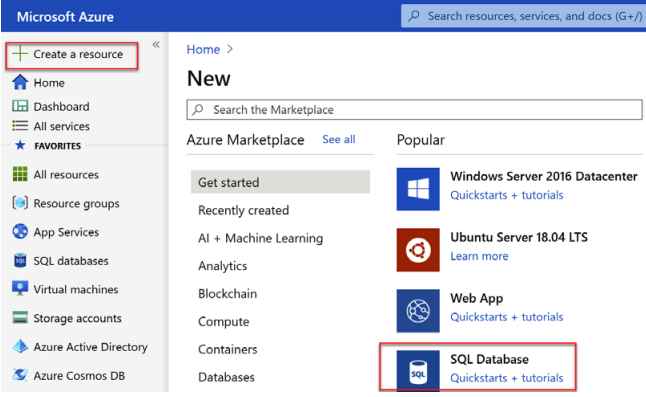 Microsoft Azure
Search resources, services, and docs (G+/)
«
Create a resource
Home
Dashboard
All services
FAVORITES
All resources
Resource groups
App Services
SQL databases
Virtual machines
Storage accounts
Azure Active Directory
Azure Cosmos DB
Home >
New
Search the Marketplace
Azure Marketplace See all
Get started
Recently created
AI + Machine Learning
Analytics
Blockchain
Compute
Containers
Databases
Popular
Windows Server 2016 Datacenter
Quickstarts + tutorials
Ubuntu Server 18.04 LTS
Learn more
Web App
Quickstarts + tutorials
SQL
SQL Database
Quickstarts + tutorials